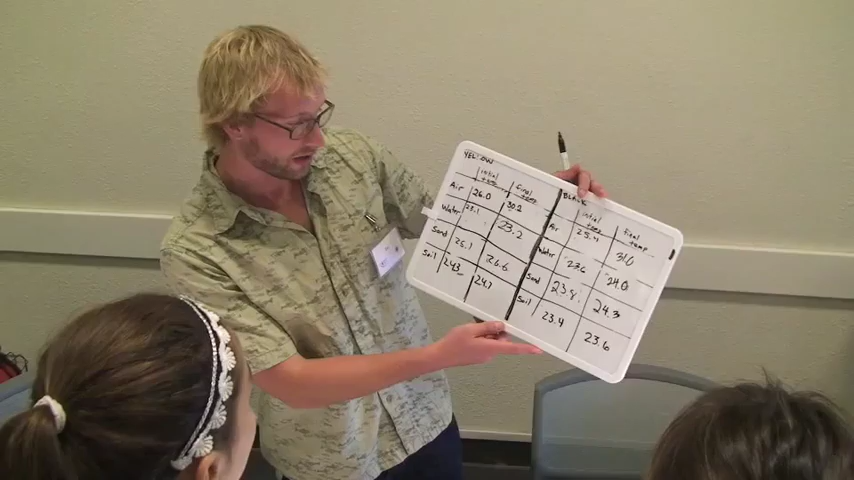 YELLOW
initial temp
final temp
Air 26.0 30.2
Water 23.1 23.2
Sand 25.1 26.6
Soil 24.3 24.7
BLACK
initial temp
final temp
Air 25.4 31.0
Water 23.6 24.0
Sand 23.8 24.3
Soil 23.4 23.6